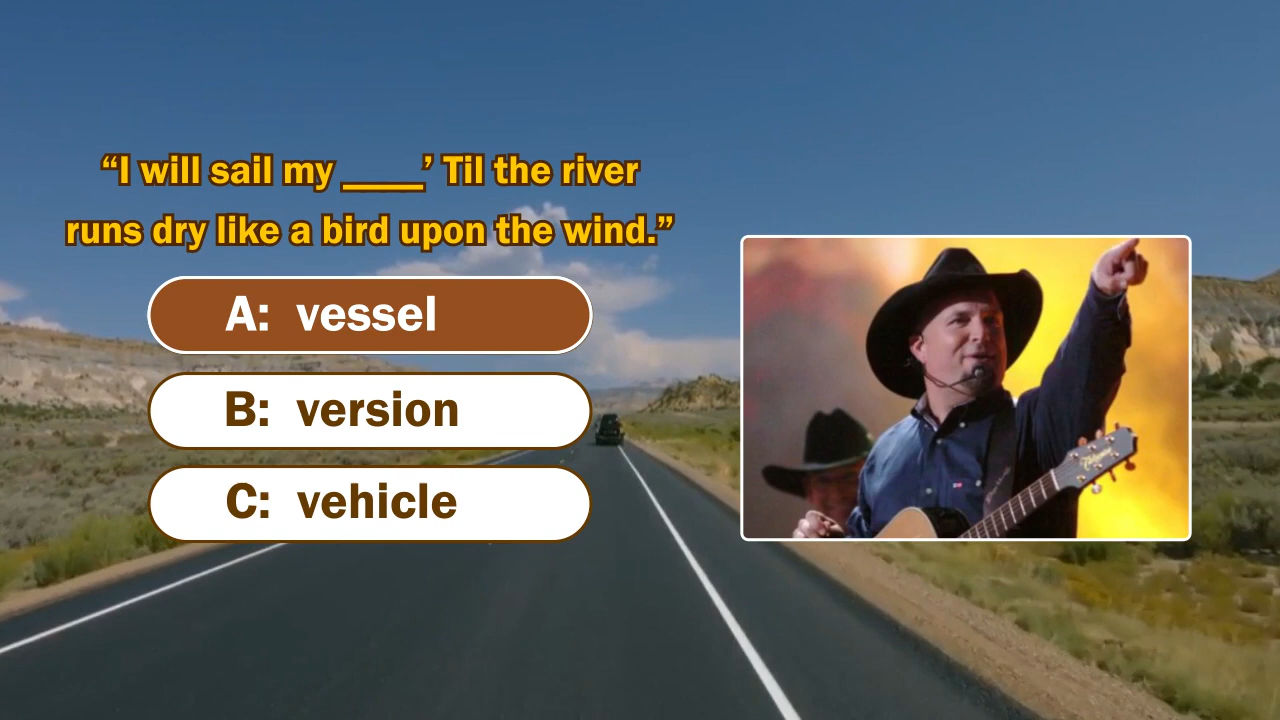 “I will sail my ____’ Til the river
runs dry like a bird upon the wind.”
A: vessel
B: version
C: vehicle